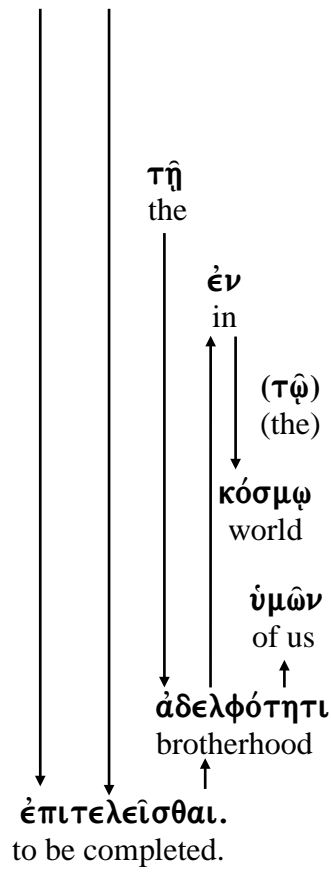 τῇ
the
ἐν
in
(τῷ)
(the)
κόσμῳ
world
ὑμῶν
of us
ἀδελφότητι
brotherhood
ἐπιτελεῖσθαι.
to be completed.